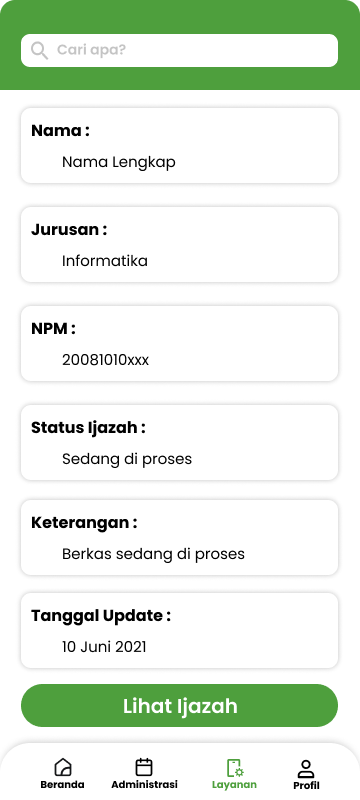 Cari apa?
Nama :
Nama Lengkap
Jurusan :
Informatika
NPM :
20081010xxx
Status Ijazah :
Sedang di proses
Keterangan :
Berkas sedang di proses
Tanggal Update :
10 Juni 2021
Lihat Ijazah
Beranda Administrasi Layanan Profil